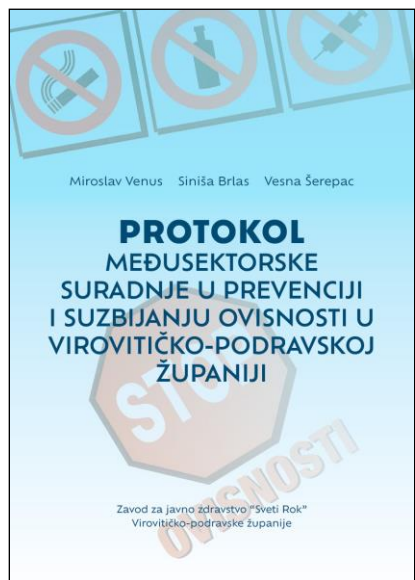 Miroslav Venus Siniša Brlas Vesna Šerepac
PROTOKOL
MEĐUSEKTORSKE
SURADNJE U PREVENCIJI
I SUZBIJANJU OVISNOSTI U
VIROVITIČKO-PODRAVSKOJ
ŽUPANIJI
STOP
OVISNOSTI
Zavod za javno zdravstvo "Sveti Rok"
Virovitičko-podravske županije